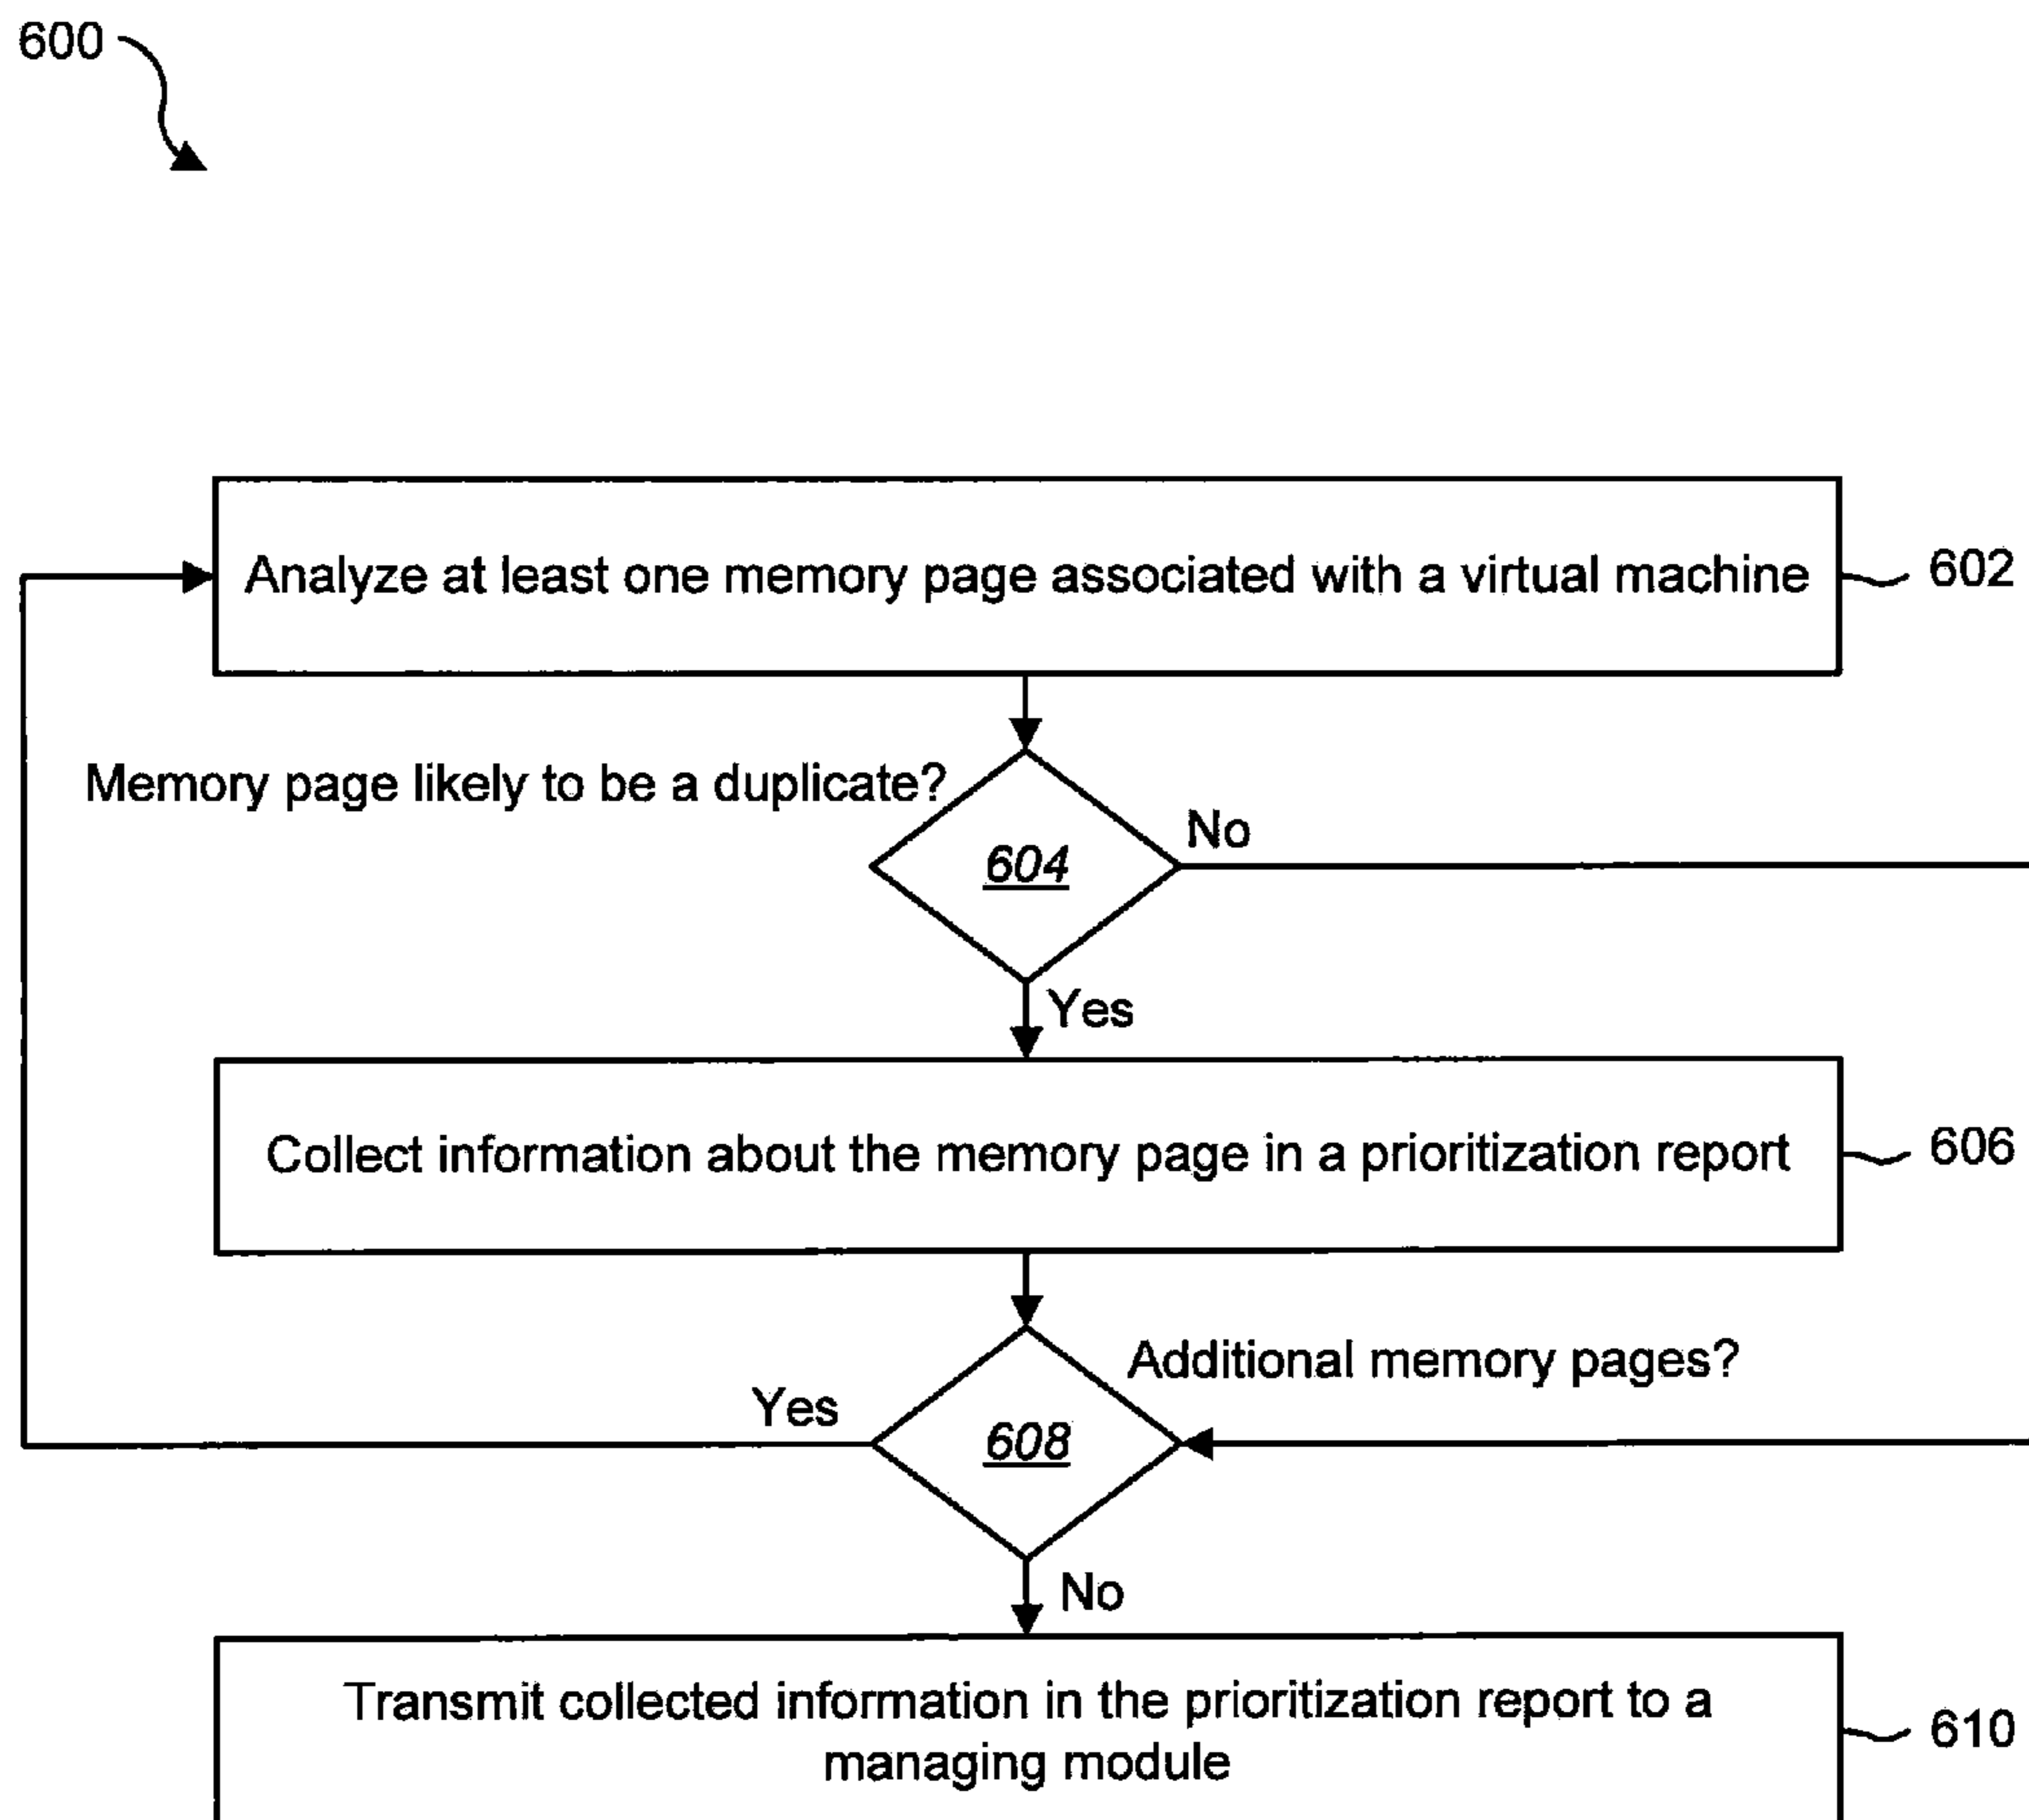 600
Analyze at least one memory page associated with a virtual machine
602
Memory page likely to be a duplicate?
No
604
Yes
Collect information about the memory page in a prioritization report
606
Additional memory pages?
Yes
608
No
Transmit collected information in the prioritization report to a
managing module
610